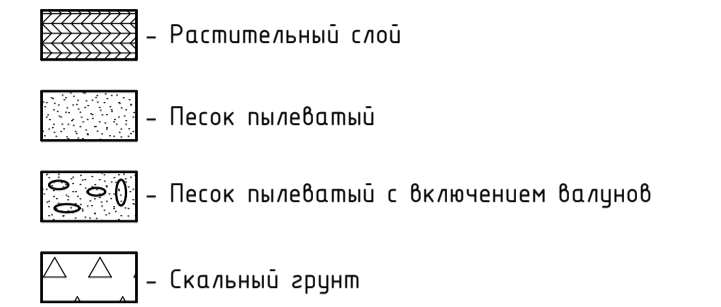 – Растительный слой
– Песок пылеватый
– Песок пылеватый с включением валунов
– Скальный грунт